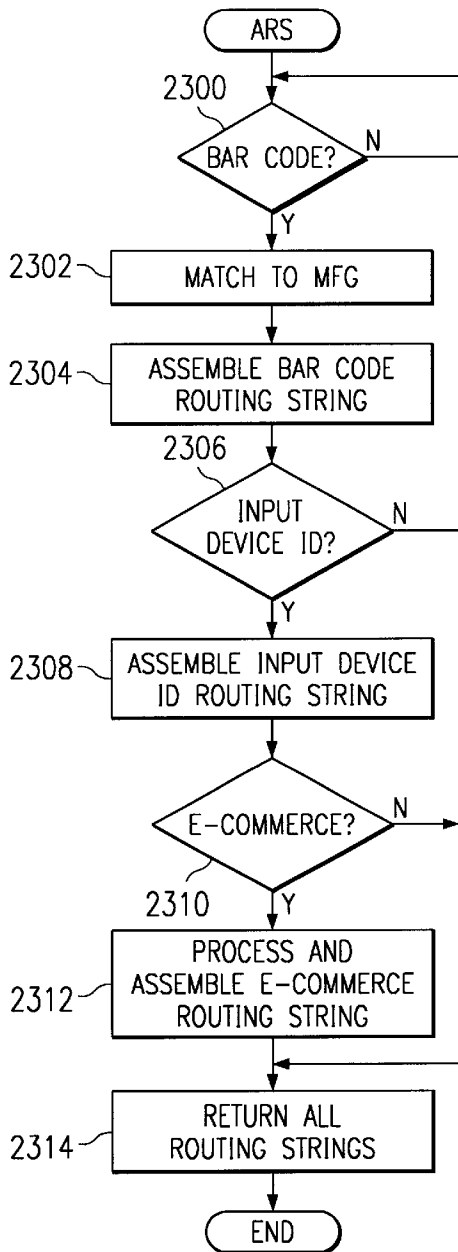 ARS
2300
BAR CODE?
N
Y
2302
MATCH TO MFG
2304
ASSEMBLE BAR CODE
ROUTING STRING
2306
INPUT
DEVICE ID?
N
Y
2308
ASSEMBLE INPUT DEVICE
ID ROUTING STRING
E-COMMERCE?
N
2310
Y
2312
PROCESS AND
ASSEMBLE E-COMMERCE
ROUTING STRING
2314
RETURN ALL
ROUTING STRINGS
END